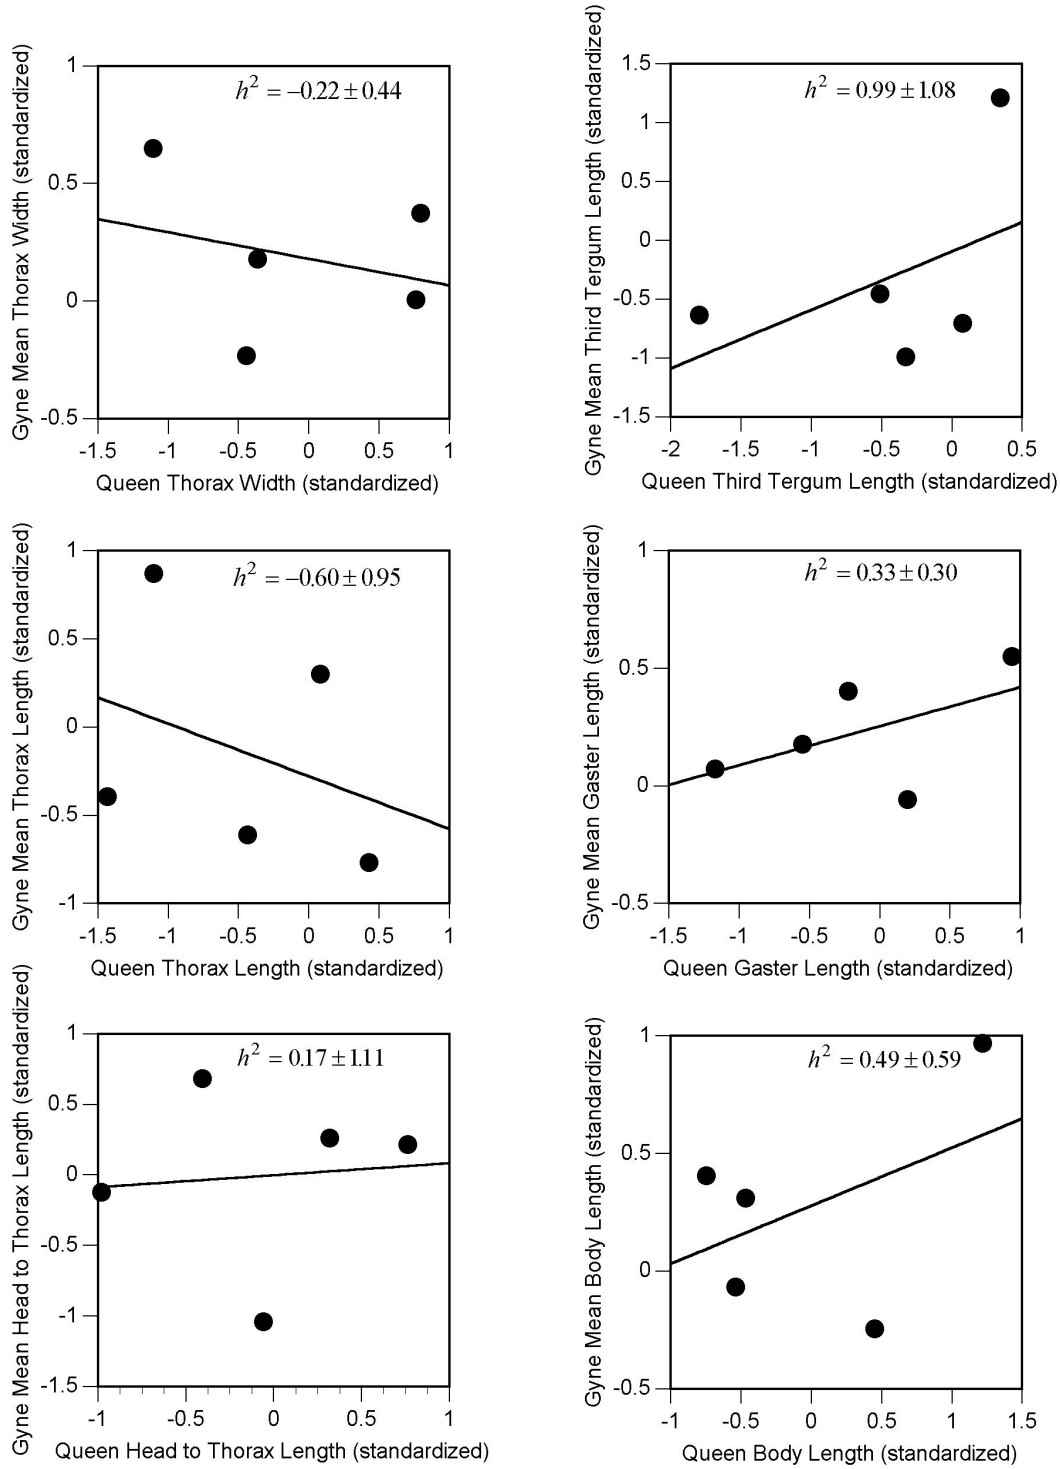 Gyne Mean Thorax Width (standardized)
1
0.5
0
-0.5
h² = −0.22 ± 0.44
-1.5 -1 -0.5 0 0.5 1
Queen Thorax Width (standardized)
Gyne Mean Third Tergum Length (standardized)
1.5
1
0.5
0
-0.5
-1
-1.5
h² = 0.99 ± 1.08
-2 -1.5 -1 -0.5 0 0.5
Queen Third Tergum Length (standardized)
Gyne Mean Thorax Length (standardized)
1
0.5
0
-0.5
-1
h² = −0.60 ± 0.95
-1.5 -1 -0.5 0 0.5 1
Queen Thorax Length (standardized)
Gyne Mean Gaster Length (standardized)
1
0.5
0
-0.5
h² = 0.33 ± 0.30
-1.5 -1 -0.5 0 0.5 1
Queen Gaster Length (standardized)
Gyne Mean Head to Thorax Length (standardized)
1
0.5
0
-0.5
-1
-1.5
h² = 0.17 ± 1.11
-1 -0.5 0 0.5 1
Queen Head to Thorax Length (standardized)
Gyne Mean Body Length (standardized)
1
0.5
0
-0.5
h² = 0.49 ± 0.59
-1 -0.5 0 0.5 1 1.5
Queen Body Length (standardized)